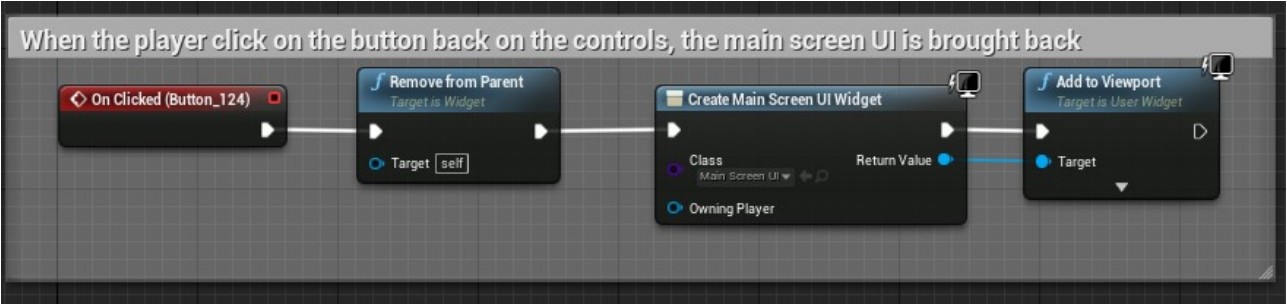 When the player click on the button back on the controls, the main screen UI is brought back
On Clicked (Button_124)
f Remove from Parent
Target is Widget
Target self
Create Main Screen UI Widget
Class
Main Screen UI
Return Value
Owning Player
f Add to Viewport
Target is User Widget
Target